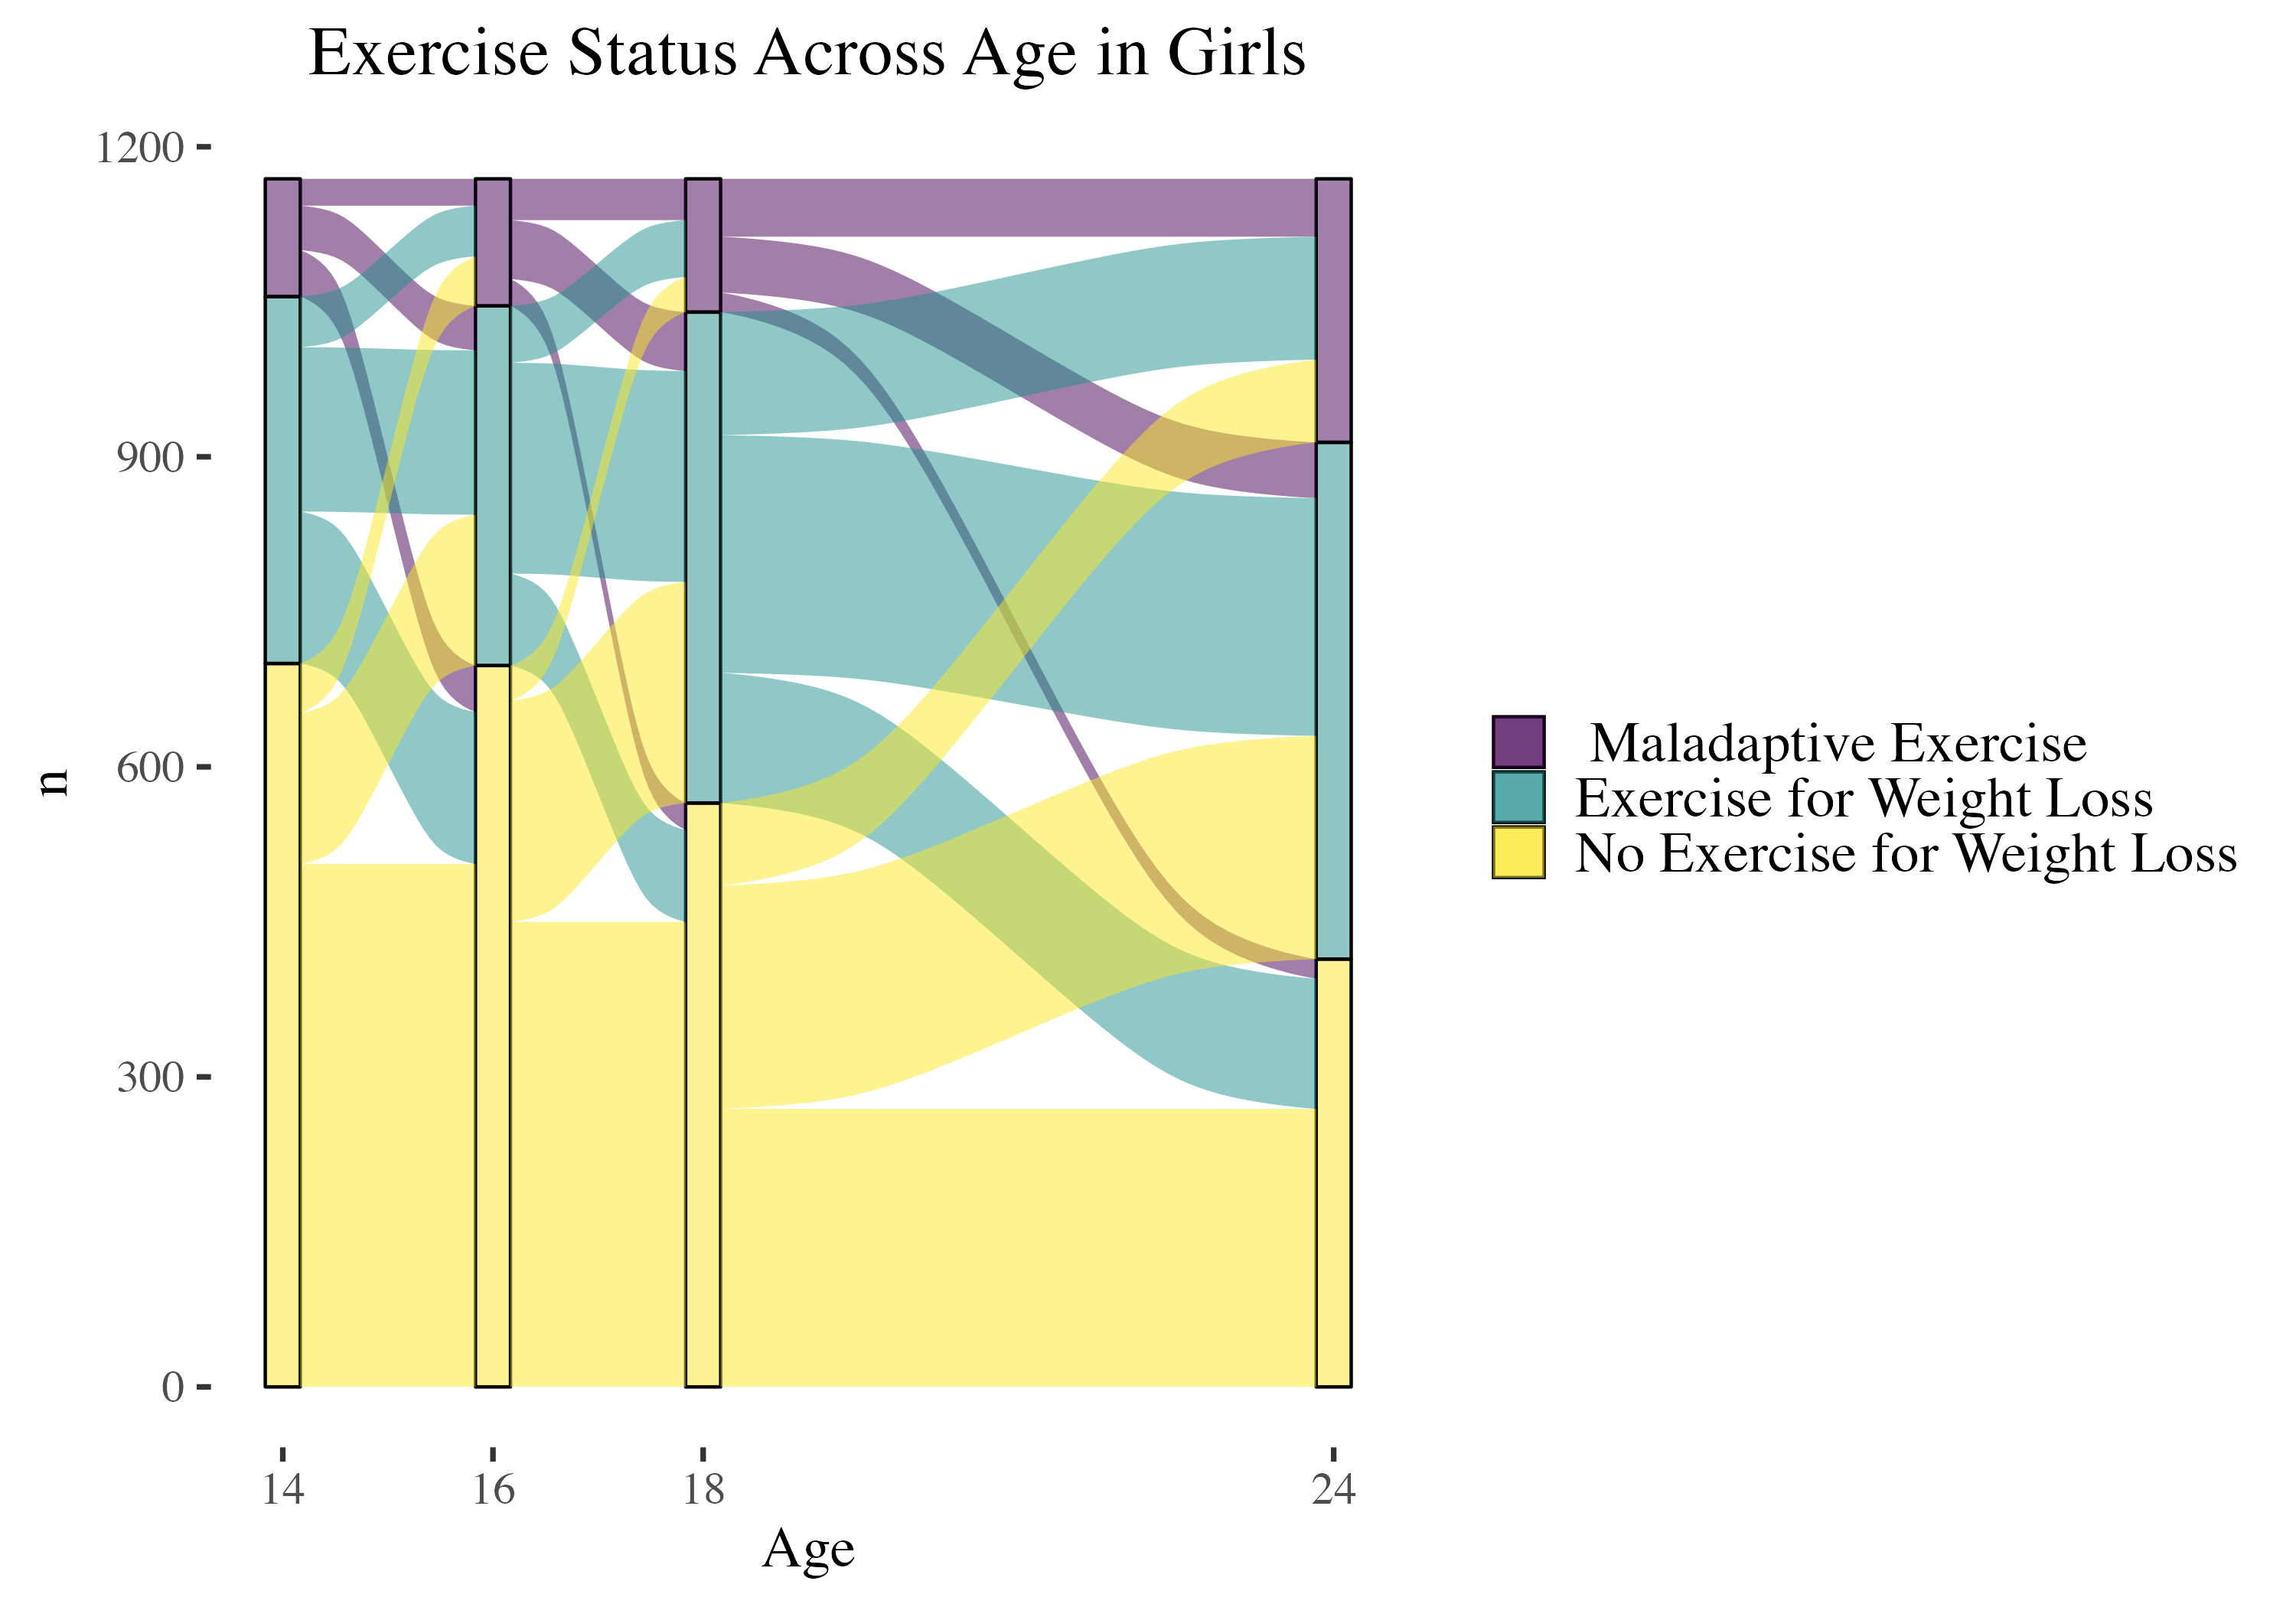 Exercise Status Across Age in Girls
1200
900
600
300
0
n
14 16 18 24
Age
Maladaptive Exercise
Exercise for Weight Loss
No Exercise for Weight Loss